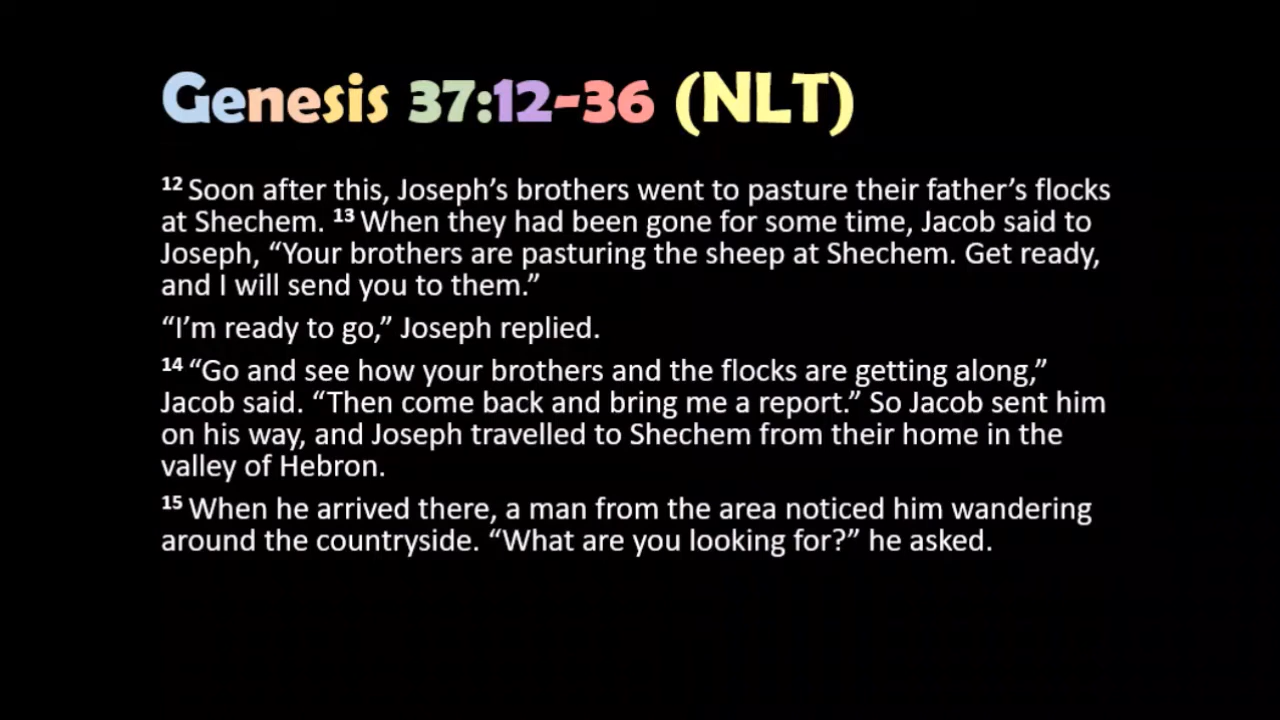 Genesis 37:12-36 (NLT)
12 Soon after this, Joseph’s brothers went to pasture their father’s flocks
at Shechem. 13 When they had been gone for some time, Jacob said to
Joseph, “Your brothers are pasturing the sheep at Shechem. Get ready,
and I will send you to them.”
“I’m ready to go,” Joseph replied.
14 “Go and see how your brothers and the flocks are getting along,”
Jacob said. “Then come back and bring me a report.” So Jacob sent him
on his way, and Joseph travelled to Shechem from their home in the
valley of Hebron.
15 When he arrived there, a man from the area noticed him wandering
around the countryside. “What are you looking for?” he asked.